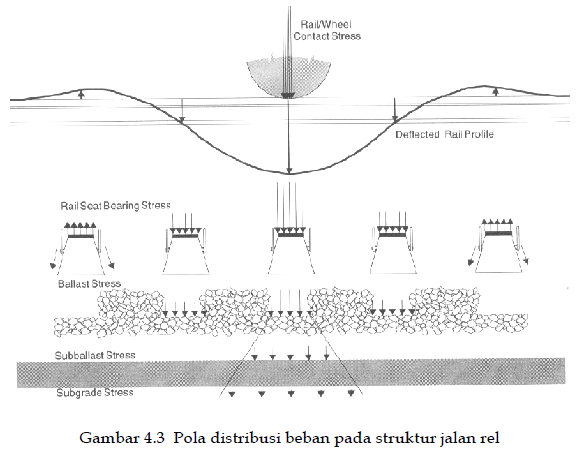 Rail/Wheel
Contact Stress
Deflected Rail Profile
Rail Seat Bearing Stress
Ballast Stress
Subballast Stress
Subgrade Stress
Gambar 4.3 Pola distribusi beban pada struktur jalan rel